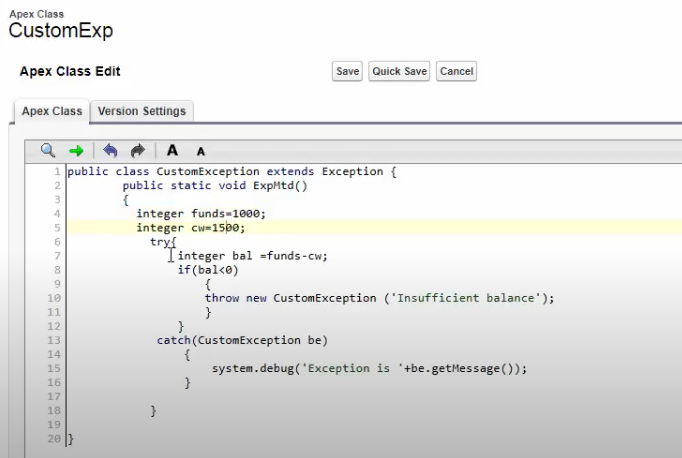 Apex Class
CustomExp
Apex Class Edit
Save Quick Save Cancel
Apex Class Version Settings
A A
1 public class CustomException extends Exception {
2 public static void ExpMtd()
3 {
4 integer funds=1000;
5 integer cw=1500;
6 try{
7 integer bal =funds-cw;
8 if(bal<0)
9 {
10 throw new CustomException ('Insufficient balance');
11 }
12 }
13 catch(CustomException be)
14 {
15 system.debug('Exception is '+be.getMessage());
16 }
17
18 }
19
20 }